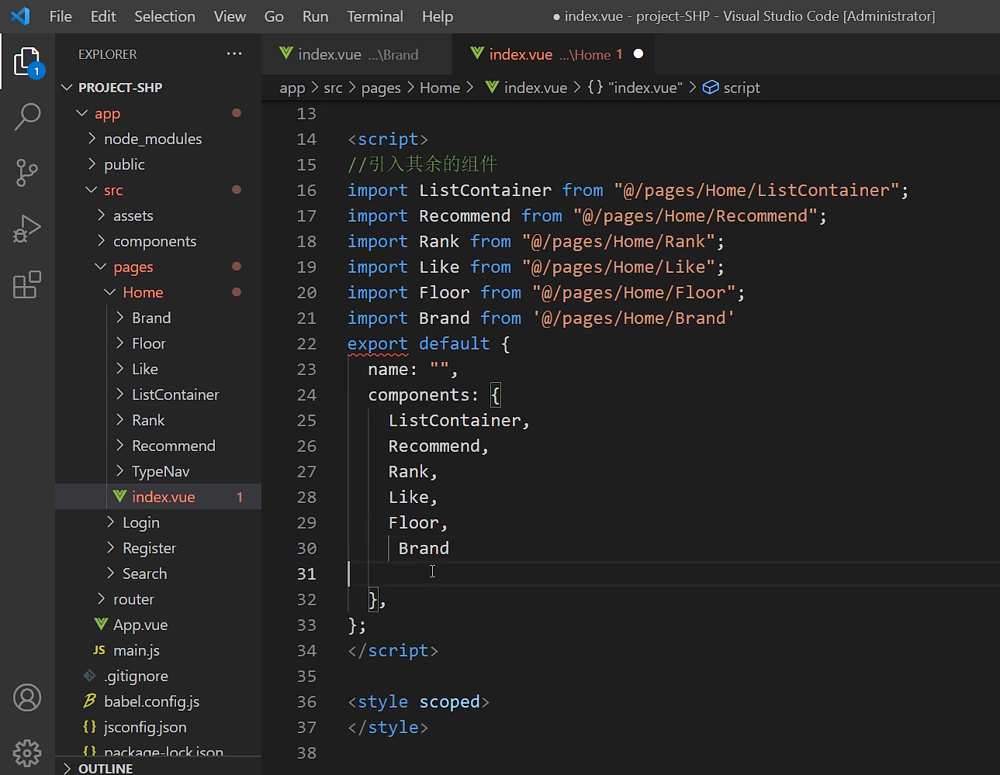 File Edit Selection View Go Run Terminal Help ● index.vue - project-SHP - Visual Studio Code [Administrator]
EXPLORER ···
index.vue ...\Brand
index.vue ...\Home 1
1
PROJECT-SHP
app > src > pages > Home > index.vue > {} "index.vue" > script
app
node_modules
public
src
assets
components
pages
Home
Brand
Floor
Like
ListContainer
Rank
Recommend
TypeNav
index.vue 1
Login
Register
Search
router
App.vue
JS main.js
.gitignore
babel.config.js
{} jsconfig.json
{} package-lock.json
OUTLINE
13
14 <script>
15 //引入其余的组件
16 import ListContainer from "@/pages/Home/ListContainer";
17 import Recommend from "@/pages/Home/Recommend";
18 import Rank from "@/pages/Home/Rank";
19 import Like from "@/pages/Home/Like";
20 import Floor from "@/pages/Home/Floor";
21 import Brand from '@/pages/Home/Brand'
22 export default {
23 name: "",
24 components: {
25 ListContainer,
26 Recommend,
27 Rank,
28 Like,
29 Floor,
30 Brand
31
32 },
33 };
34 </script>
35
36 <style scoped>
37 </style>
38